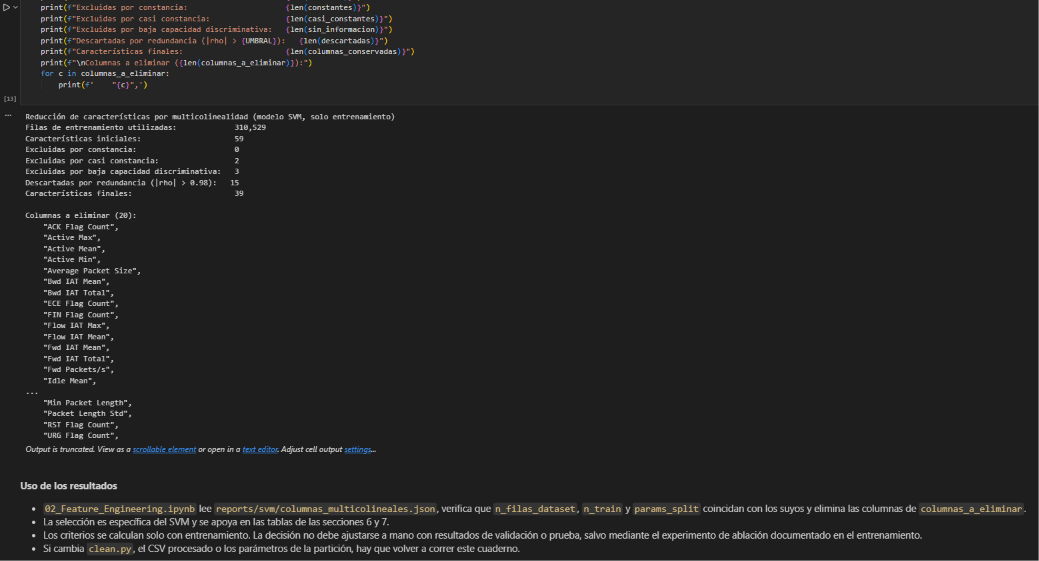 print(f"Excluidas por constancia: {len(constantes)}")
print(f"Excluidas por casi constancia: {len(casi_constantes)}")
print(f"Excluidas por baja capacidad discriminativa: {len(sin_informacion)}")
print(f"Descartadas por redundancia (|rho| > {UMBRAL}): {len(descartadas)}")
print(f"Características finales: {len(columnas_conservadas)}")
print(f"\nColumnas a eliminar ({len(columnas_a_eliminar)}):")
for c in columnas_a_eliminar:
print(f' "{c}",')
[13]
...
Reducción de características por multicolinealidad (modelo SVM, solo entrenamiento)
Filas de entrenamiento utilizadas: 310,529
Características iniciales: 59
Excluidas por constancia: 0
Excluidas por casi constancia: 2
Excluidas por baja capacidad discriminativa: 3
Descartadas por redundancia (|rho| > 0.98): 15
Características finales: 39
Columnas a eliminar (20):
"ACK Flag Count",
"Active Max",
"Active Mean",
"Active Min",
"Average Packet Size",
"Bwd IAT Mean",
"Bwd IAT Total",
"ECE Flag Count",
"FIN Flag Count",
"Flow IAT Max",
"Flow IAT Mean",
"Fwd IAT Mean",
"Fwd IAT Total",
"Fwd Packets/s",
"Idle Mean",
...
"Min Packet Length",
"Packet Length Std",
"RST Flag Count",
"URG Flag Count",
Output is truncated. View as a scrollable element or open in a text editor. Adjust cell output settings...
Uso de los resultados
• 02_Feature_Engineering.ipynb lee reports/svm/columnas_multicolineales.json, verifica que n_filas_dataset, n_train y params_split coincidan con los suyos y elimina las columnas de columnas_a_eliminar.
• La selección es específica del SVM y se apoya en las tablas de las secciones 6 y 7.
• Los criterios se calculan solo con entrenamiento. La decisión no debe ajustarse a mano con resultados de validación o prueba, salvo mediante el experimento de ablación documentado en el entrenamiento.
• Si cambia clean.py, el CSV procesado o los parámetros de la partición, hay que volver a correr este cuaderno.